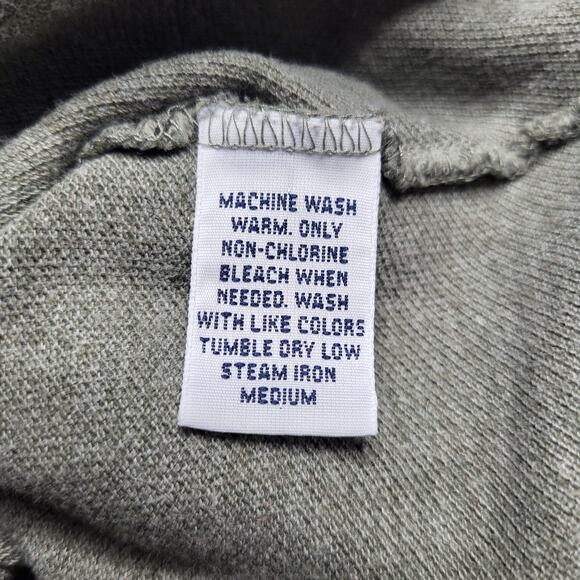 MACHINE WASH
WARM. ONLY
NON-CHLORINE
BLEACH WHEN
NEEDED. WASH
WITH LIKE COLORS
TUMBLE DRY LOW
STEAM IRON
MEDIUM